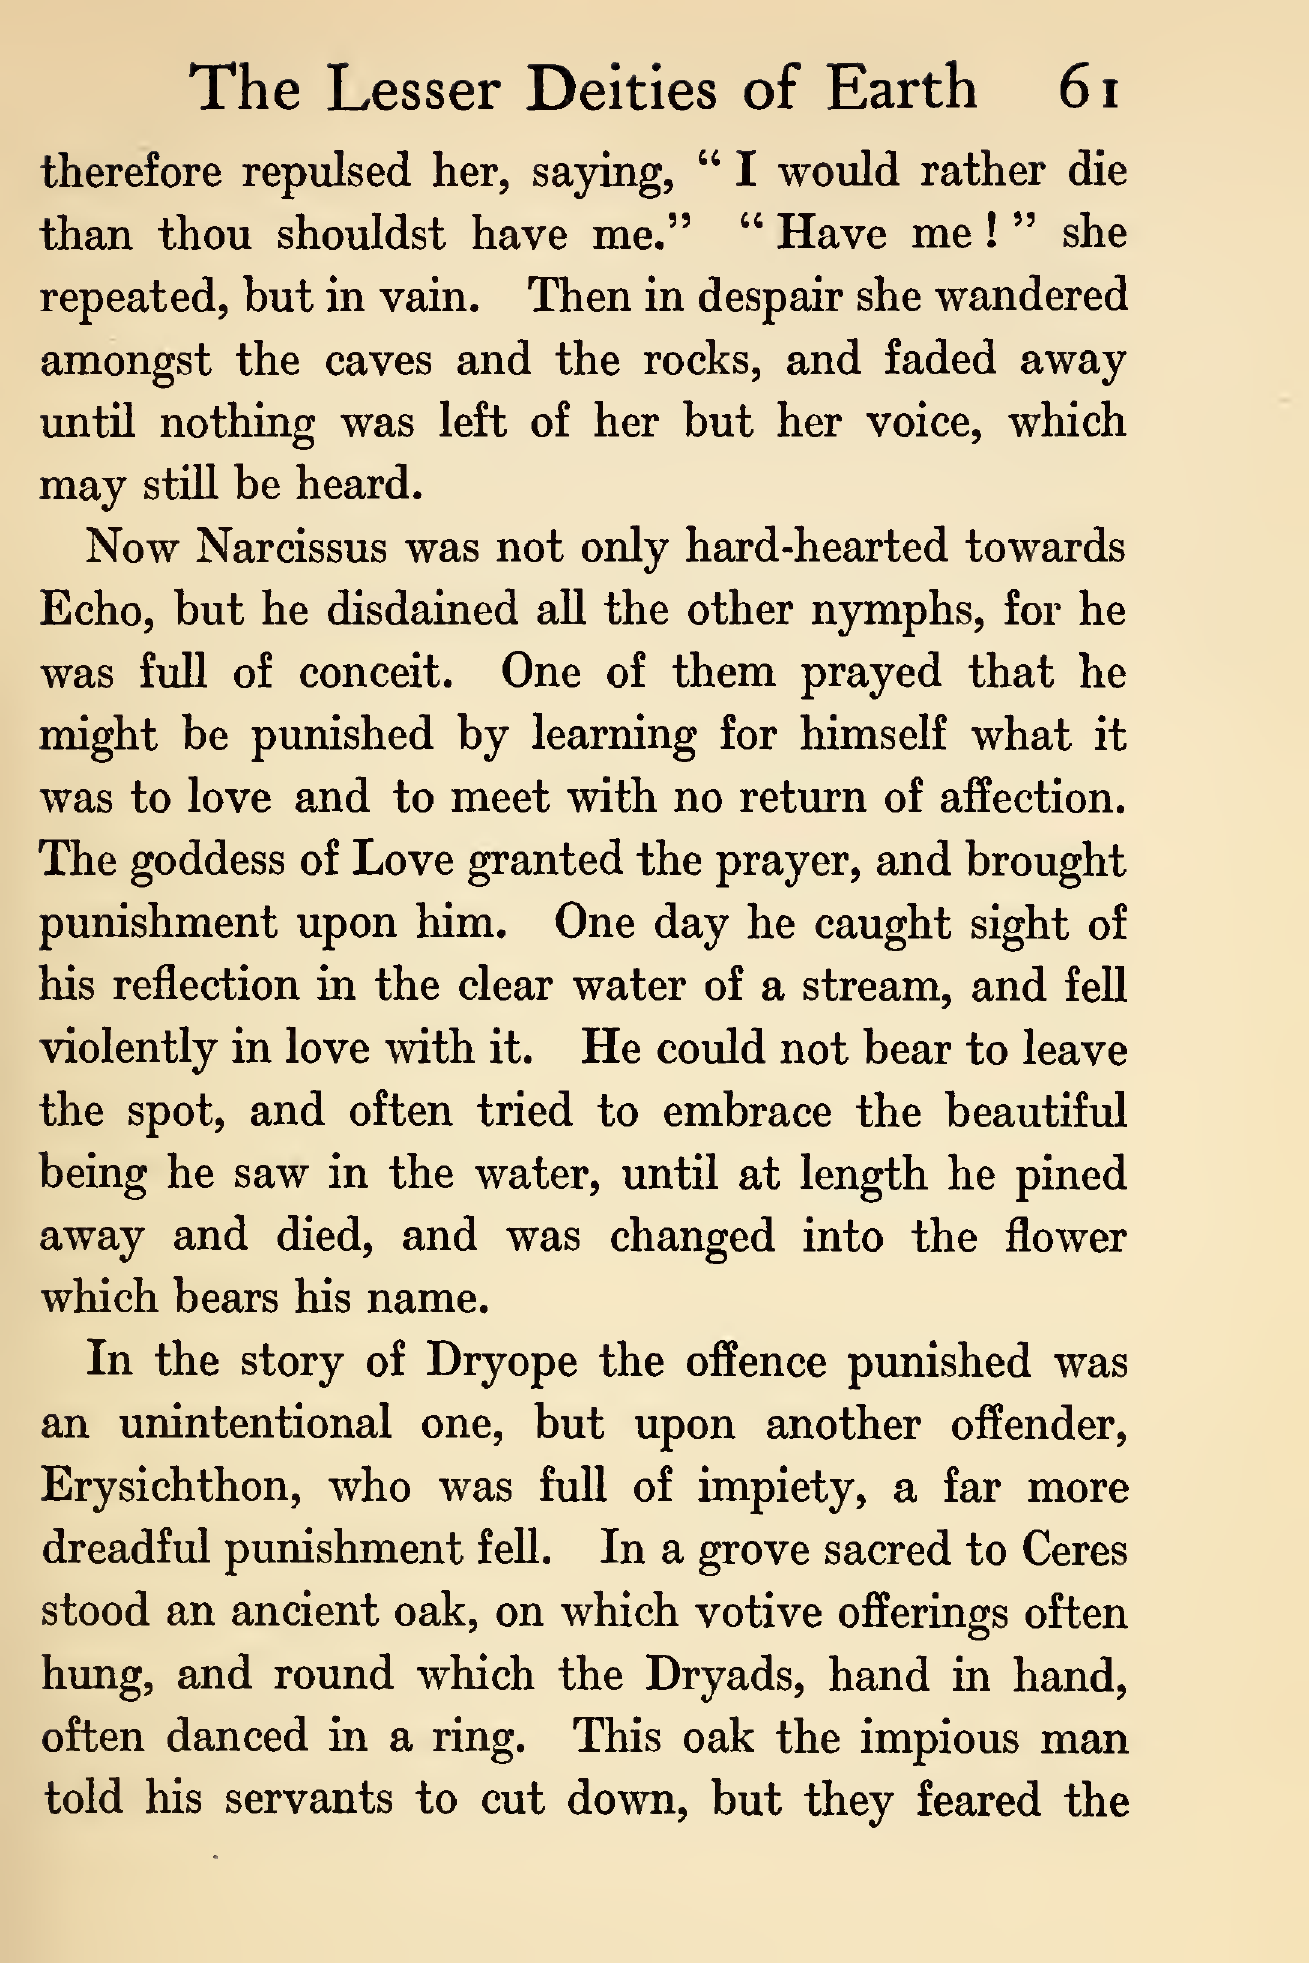 The Lesser Deities of Earth 61
therefore repulsed her, saying, “ I would rather die
than thou shouldst have me.” “ Have me ! ” she
repeated, but in vain. Then in despair she wandered
amongst the caves and the rocks, and faded away
until nothing was left of her but her voice, which
may still be heard.
Now Narcissus was not only hard-hearted towards
Echo, but he disdained all the other nymphs, for he
was full of conceit. One of them prayed that he
might be punished by learning for himself what it
was to love and to meet with no return of affection.
The goddess of Love granted the prayer, and brought
punishment upon him. One day he caught sight of
his reflection in the clear water of a stream, and fell
violently in love with it. He could not bear to leave
the spot, and often tried to embrace the beautiful
being he saw in the water, until at length he pined
away and died, and was changed into the flower
which bears his name.
In the story of Dryope the offence punished was
an unintentional one, but upon another offender,
Erysichthon, who was full of impiety, a far more
dreadful punishment fell. In a grove sacred to Ceres
stood an ancient oak, on which votive offerings often
hung, and round which the Dryads, hand in hand,
often danced in a ring. This oak the impious man
told his servants to cut down, but they feared the